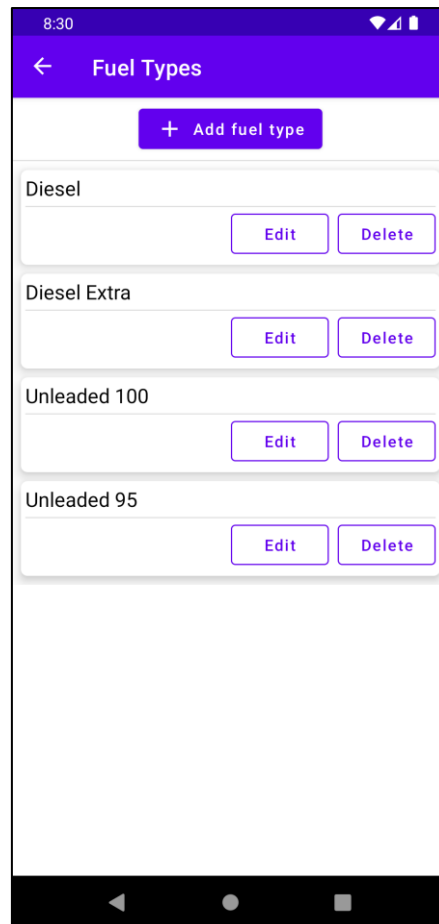 8:30
Fuel Types
+ Add fuel type
Diesel
Edit Delete
Diesel Extra
Edit Delete
Unleaded 100
Edit Delete
Unleaded 95
Edit Delete